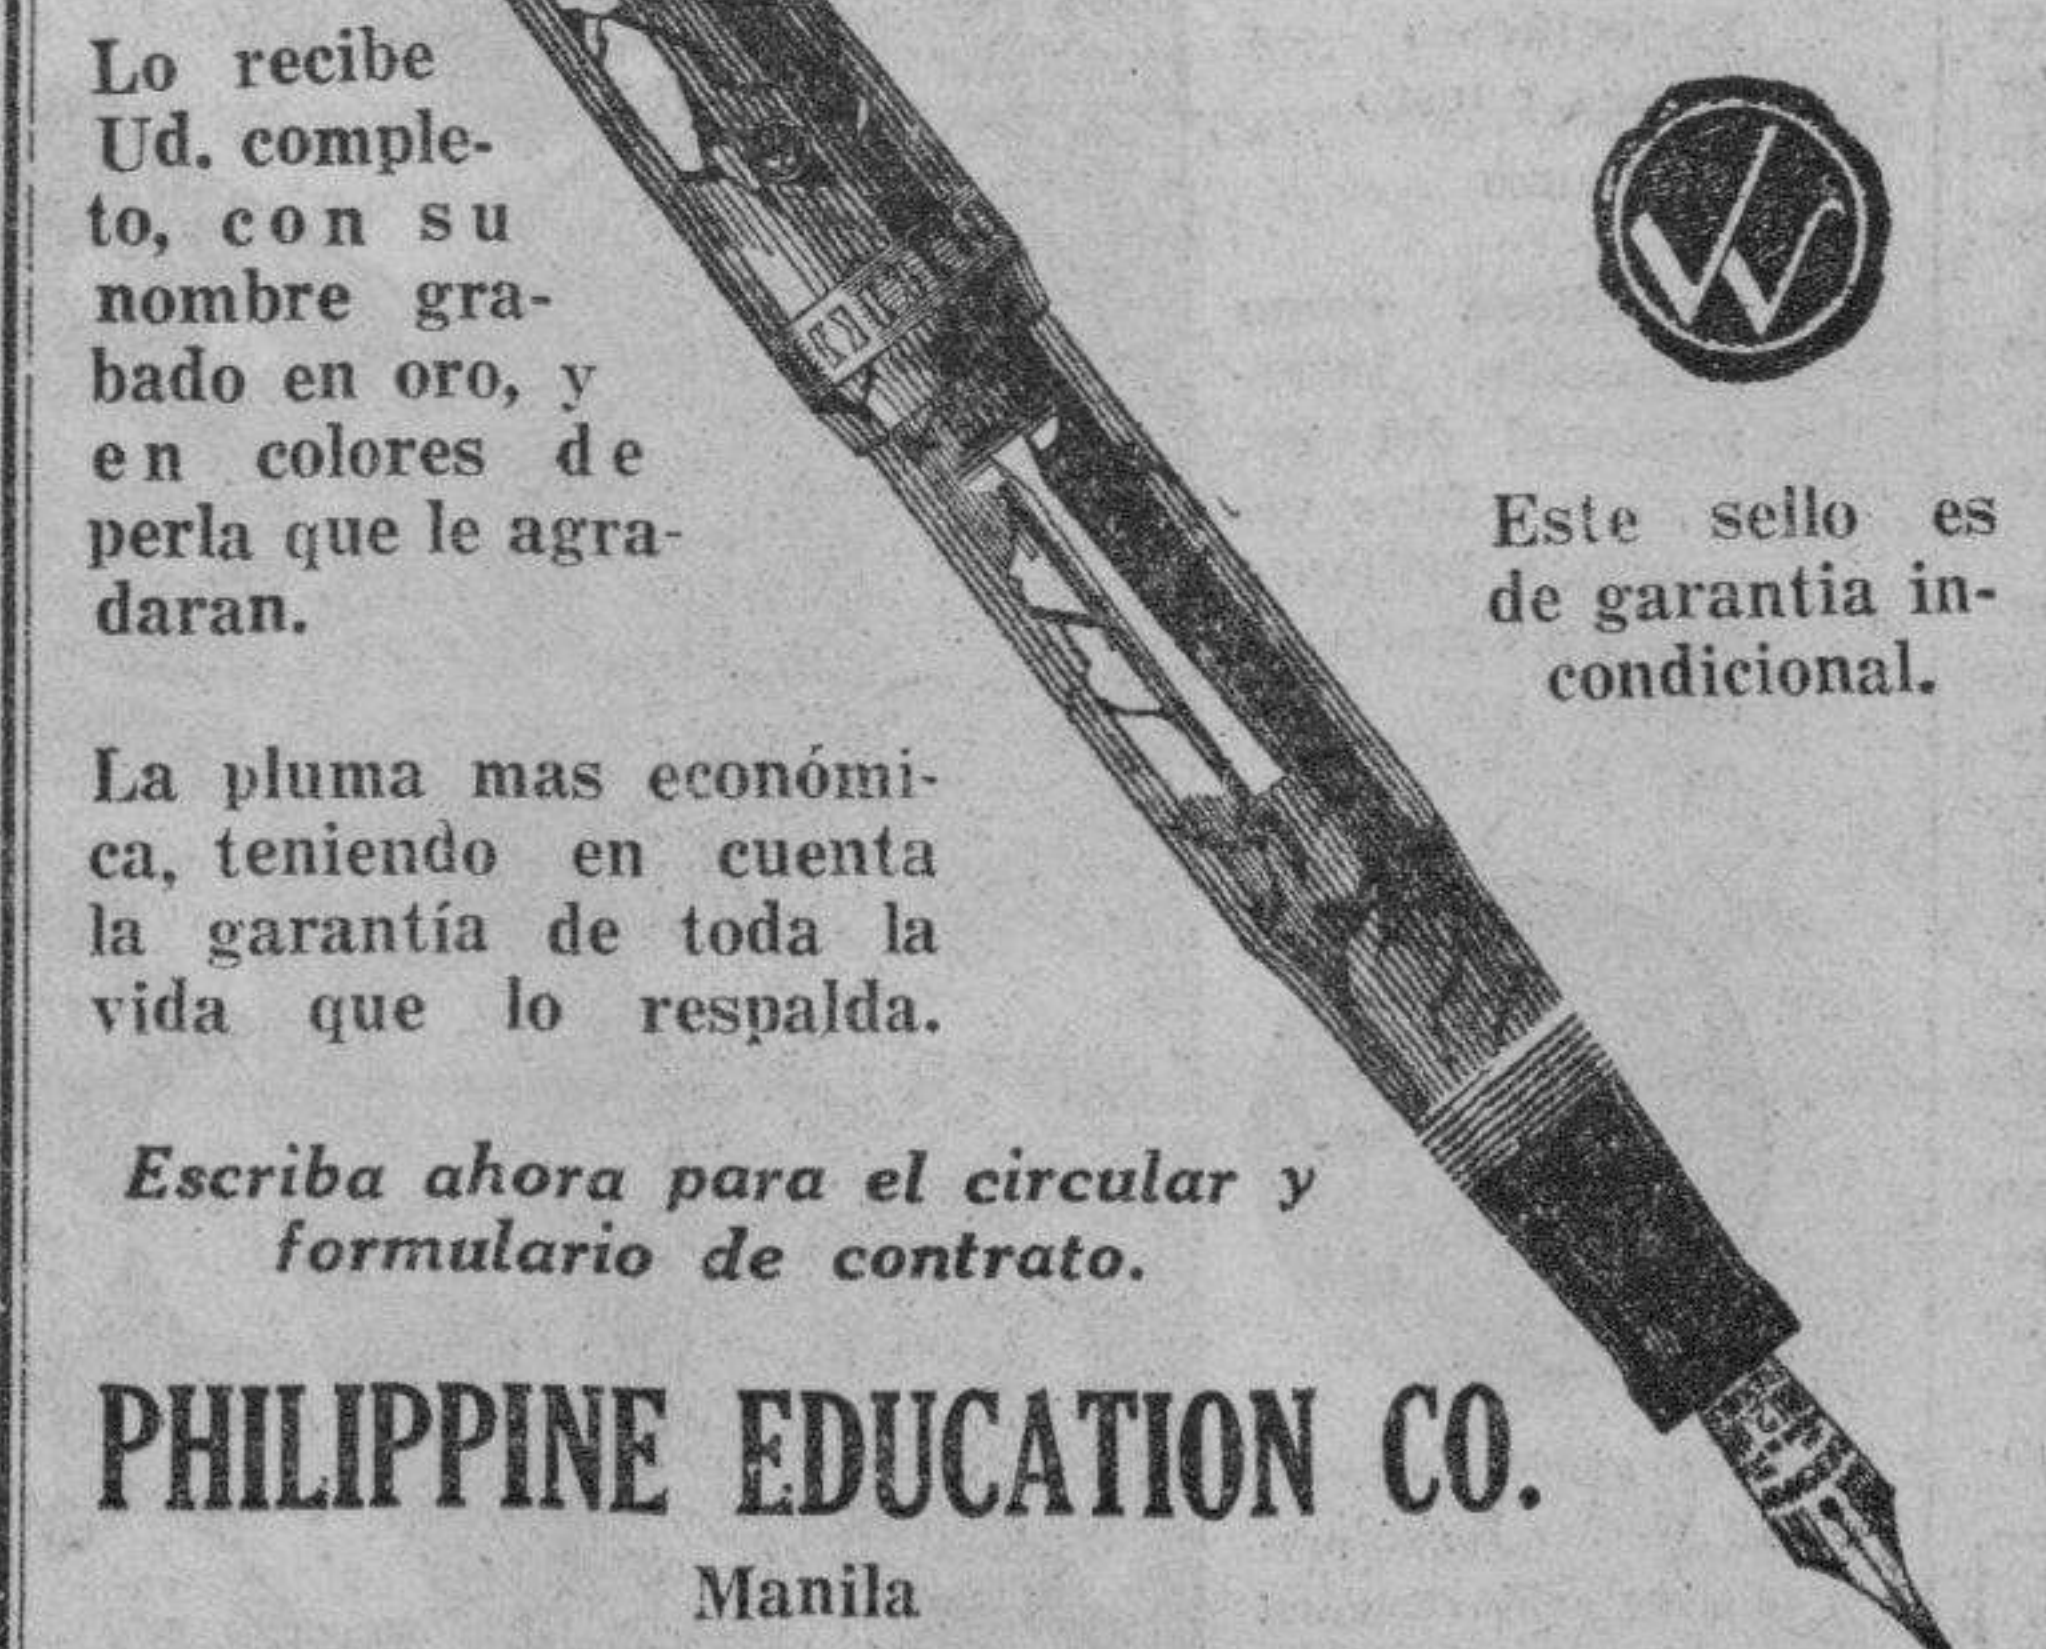 Lo recibe
Ud. comple-
to, con su
nombre gra-
bado en oro, y
en colores de
perla que le agra-
daran.
W
Este sello es
de garantia in-
condicional.
La pluma mas económi-
ca, teniendo en cuenta
la garantía de toda la
vida que lo respalda.
Escriba ahora para el circular y
formulario de contrato.
PHILIPPINE EDUCATION CO.
Manila